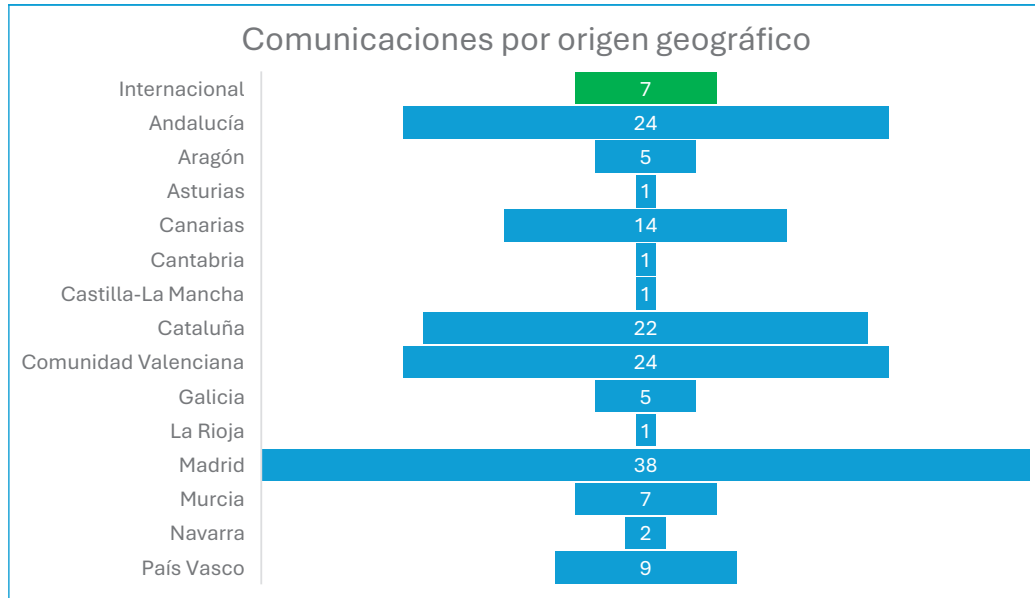 Comunicaciones por origen geográfico
Internacional 7
Andalucía 24
Aragón 5
Asturias 1
Canarias 14
Cantabria 1
Castilla-La Mancha 1
Cataluña 22
Comunidad Valenciana 24
Galicia 5
La Rioja 1
Madrid 38
Murcia 7
Navarra 2
País Vasco 9